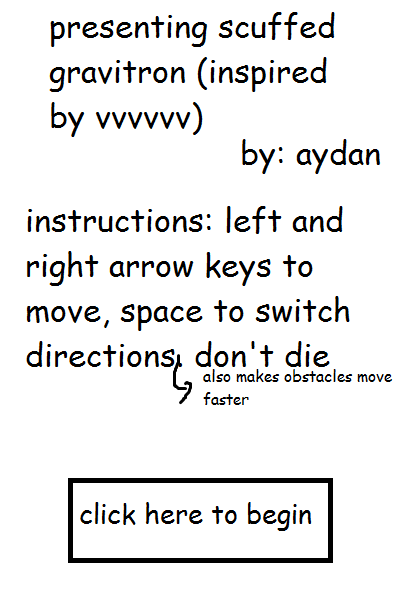 presenting scuffed
gravitron (inspired
by vvvvvv)
by: aydan
instructions: left and
right arrow keys to
move, space to switch
directions. don't die
also makes obstacles move
faster
click here to begin